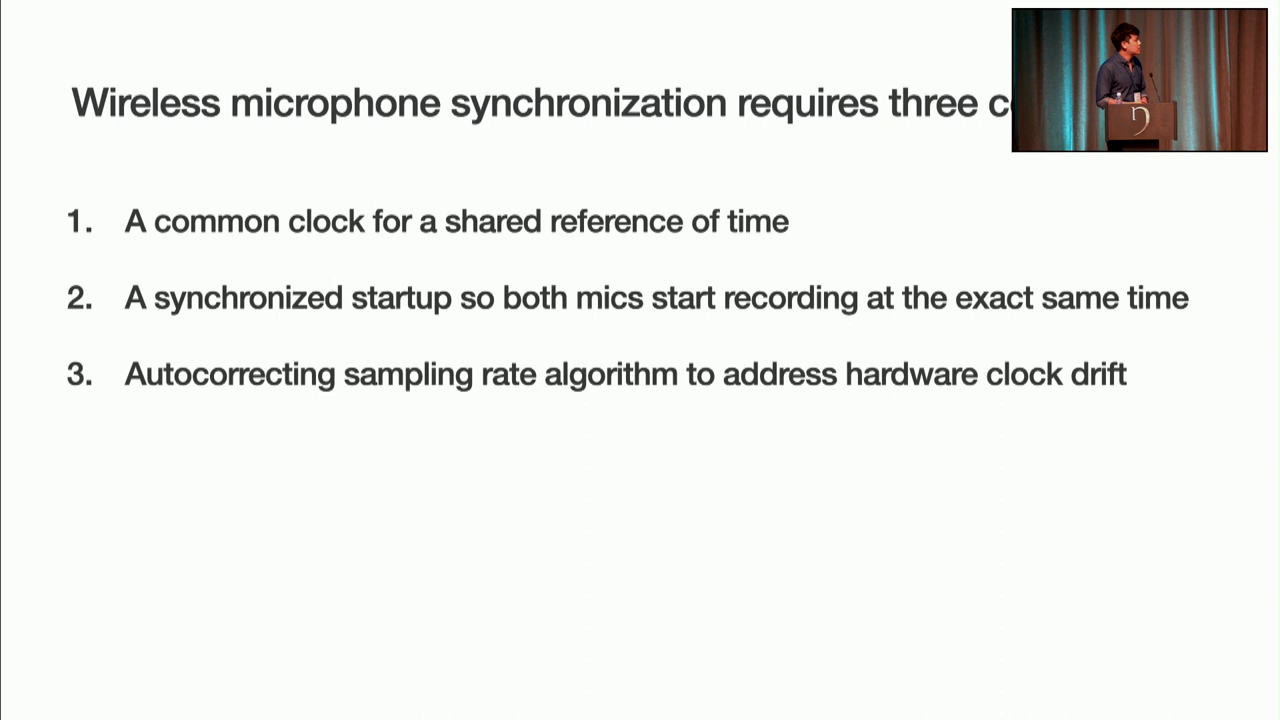 Wireless microphone synchronization requires three
1. A common clock for a shared reference of time
2. A synchronized startup so both mics start recording at the exact same time
3. Autocorrecting sampling rate algorithm to address hardware clock drift